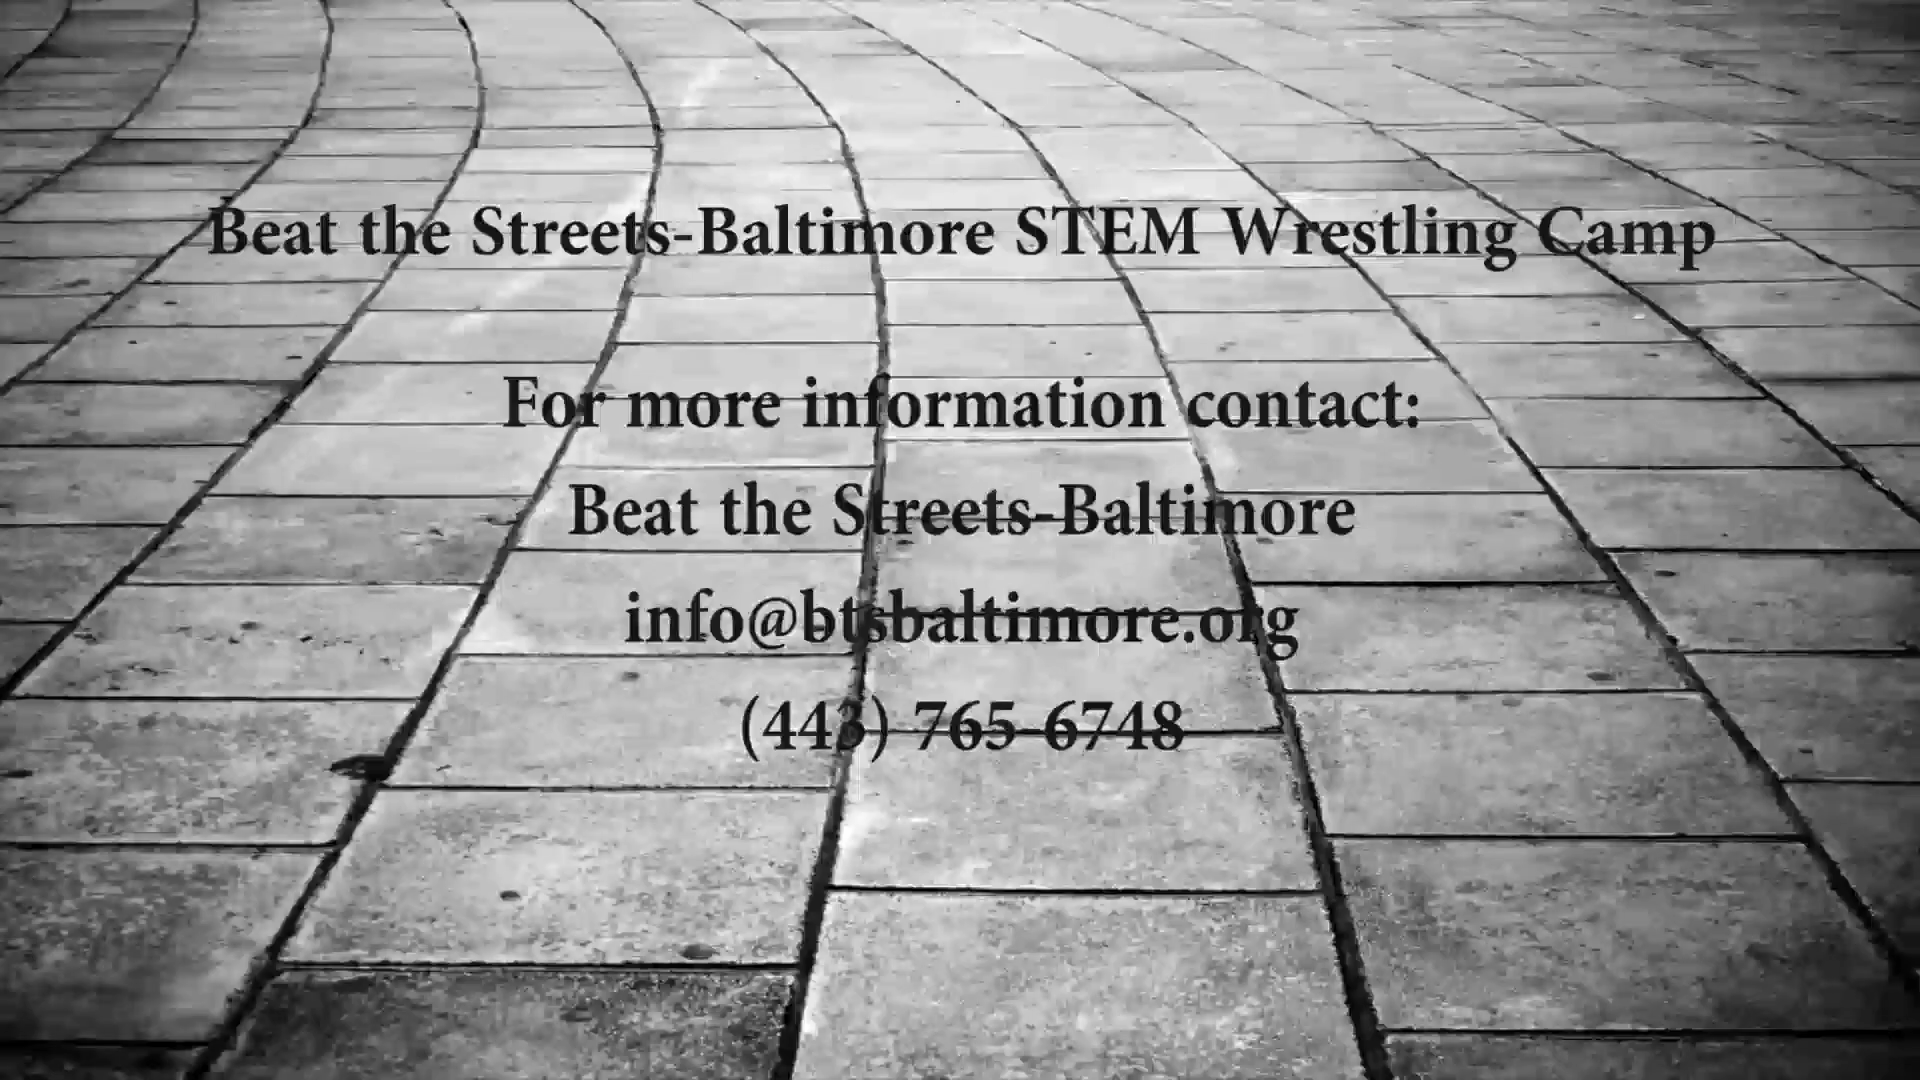 Beat the Streets-Baltimore STEM Wrestling Camp
For more information contact:
Beat the Streets-Baltimore
info@btsbaltimore.org
(443) 765-6748